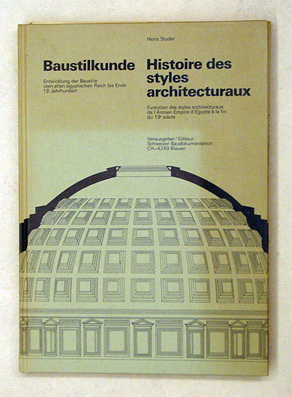 Heinz Studer
Baustilkunde
Entwicklung der Baustile
vom alten ägyptischen Reich bis Ende
19. Jahrhundert
Histoire des
styles
architecturaux
Evolution des styles architecturaux
de l'Ancien Empire d'Egypte à la fin
du 19e siècle
Herausgeber / Editeur:
Schweizer Baudokumentation
CH-4249 Blauen